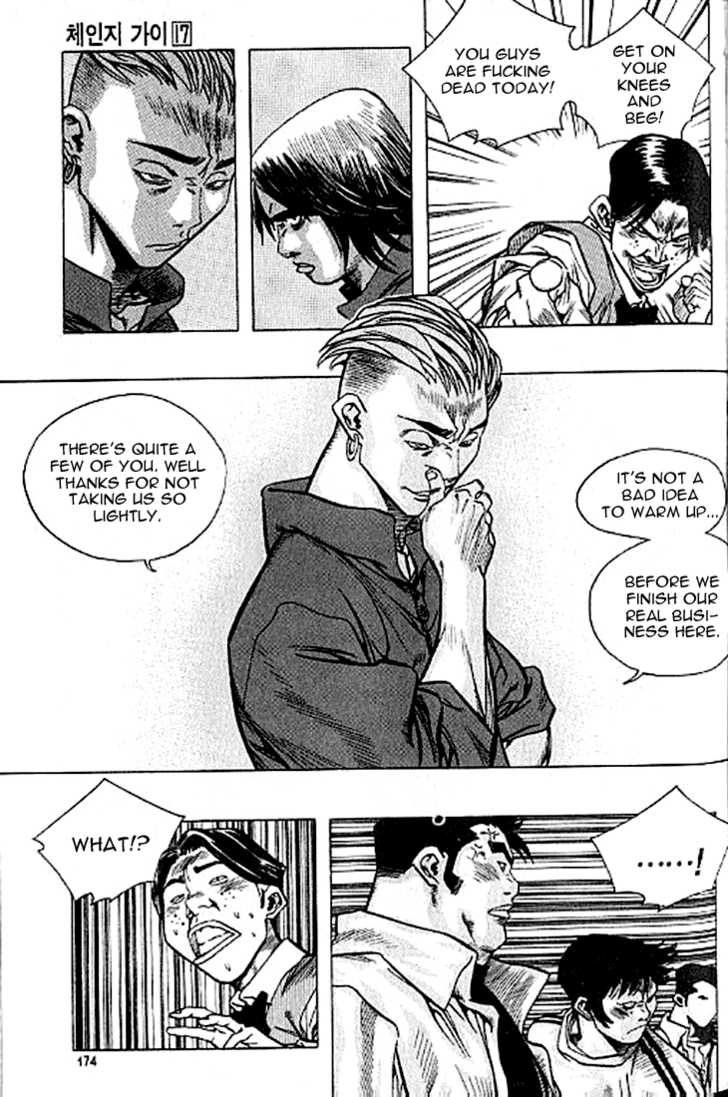 체인지 가이 17
YOU GUYS
ARE FUCKING
DEAD TODAY!
GET ON
YOUR
KNEES
AND
BEG!
THERE'S QUITE A
FEW OF YOU. WELL
THANKS FOR NOT
TAKING US SO
LIGHTLY.
IT'S NOT A
BAD IDEA
TO WARM UP...
BEFORE WE
FINISH OUR
REAL BUSI-
NESS HERE.
WHAT!?
......!
174